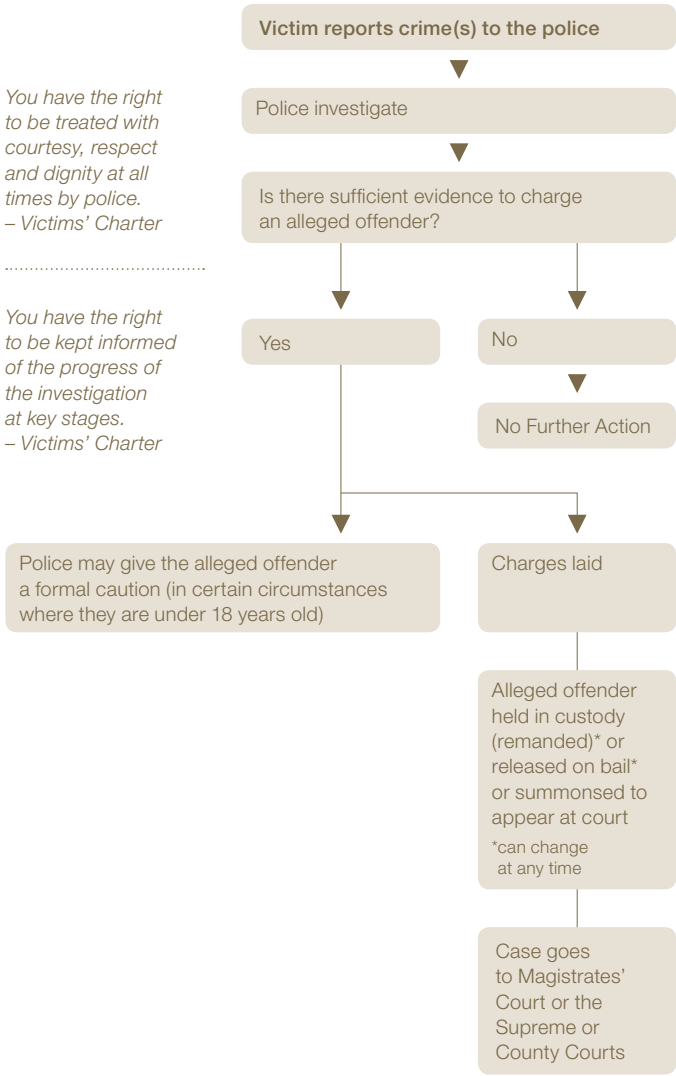 Victim reports crime(s) to the police
Police investigate
You have the right
to be treated with
courtesy, respect
and dignity at all
times by police.
– Victims' Charter
Is there sufficient evidence to charge
an alleged offender?
You have the right
to be kept informed
of the progress of
the investigation
at key stages.
– Victims' Charter
Yes
No
No Further Action
Police may give the alleged offender
a formal caution (in certain circumstances
where they are under 18 years old)
Charges laid
Alleged offender
held in custody
(remanded)* or
released on bail*
or summonsed to
appear at court
*can change
at any time
Case goes
to Magistrates'
Court or the
Supreme or
County Courts